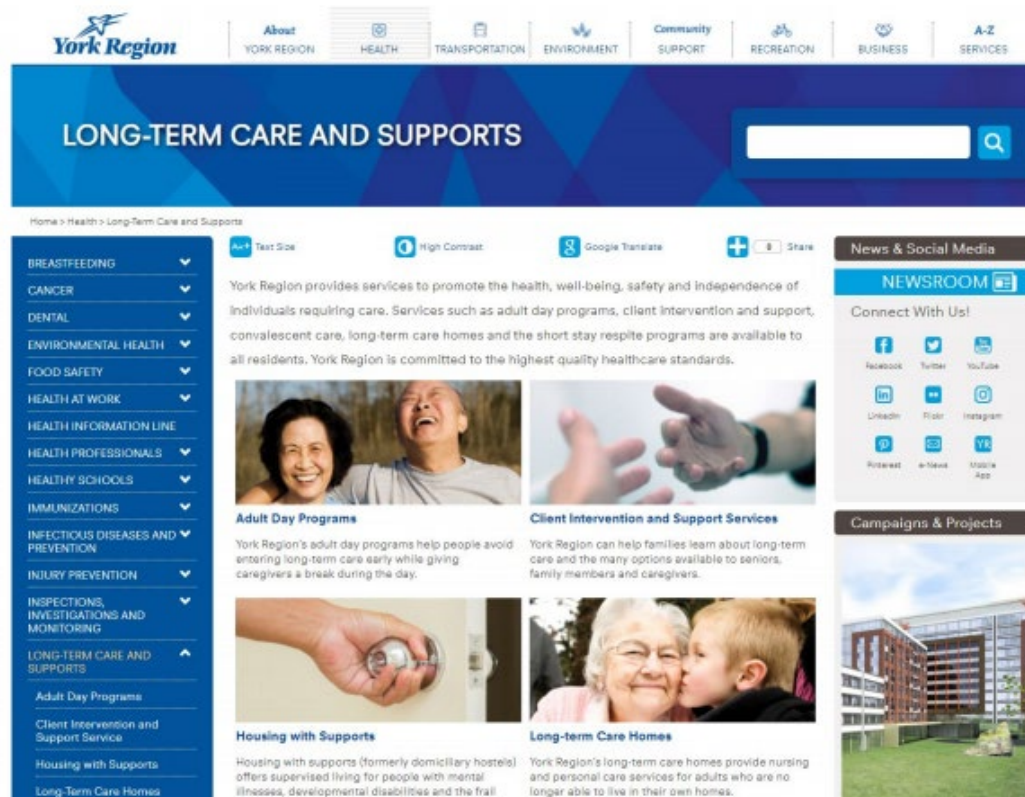 York Region
About
YORK REGION
HEALTH
TRANSPORTATION
ENVIRONMENT
Community
SUPPORT
RECREATION
BUSINESS
A-Z
SERVICES
LONG-TERM CARE AND SUPPORTS
Home > Health > Long-Term Care and Supports
BREASTFEEDING
CANCER
DENTAL
ENVIRONMENTAL HEALTH
FOOD SAFETY
HEALTH AT WORK
HEALTH INFORMATION LINE
HEALTH PROFESSIONALS
HEALTHY SCHOOLS
IMMUNIZATIONS
INFECTIOUS DISEASES AND
PREVENTION
INJURY PREVENTION
INSPECTIONS,
INVESTIGATIONS AND
MONITORING
LONG-TERM CARE AND
SUPPORTS
Adult Day Programs
Client Intervention and
Support Service
Housing with Supports
Long-Term Care Homes
Text Size
High Contrast
Google Translate
0 Share
York Region provides services to promote the health, well-being, safety and independence of
individuals requiring care. Services such as adult day programs, client intervention and support,
convalescent care, long-term care homes and the short stay respite programs are available to
all residents. York Region is committed to the highest quality healthcare standards.
Adult Day Programs
York Region's adult day programs help people avoid
entering long-term care early while giving
caregivers a break during the day.
Client Intervention and Support Services
York Region can help families learn about long-term
care and the many options available to seniors,
family members and caregivers.
Housing with Supports
Housing with supports (formerly domiciliary hostels)
offers supervised living for people with mental
illnesses, developmental disabilities and the frail
Long-term Care Homes
York Region's long-term care homes provide nursing
and personal care services for adults who are no
longer able to live in their own homes.
News & Social Media
NEWSROOM
Connect With Us!
Facebook
Twitter
YouTube
LinkedIn
Flickr
Instagram
Pinterest
e-News
YR
Mobile
App
Campaigns & Projects